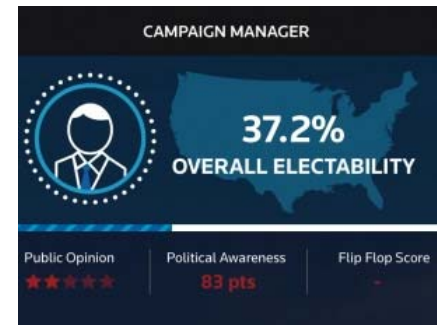 CAMPAIGN MANAGER
37.2%
OVERALL ELECTABILITY
Public Opinion
Political Awareness
Flip Flop Score
83 pts
-